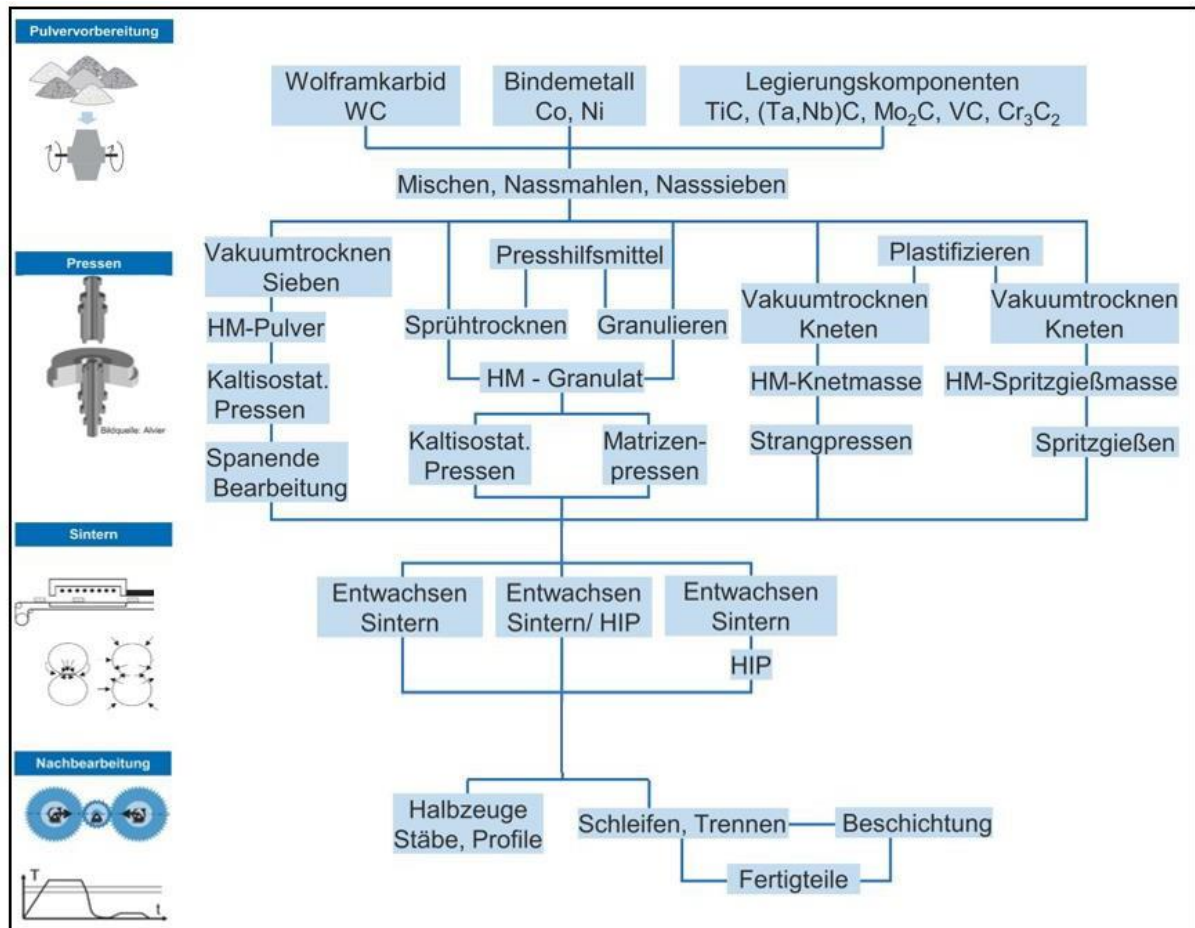 Pulvervorbereitung
Wolframkarbid
WC
Bindemetall
Co, Ni
Legierungskomponenten
TiC, (Ta,Nb)C, Mo₂C, VC, Cr₃C₂
Mischen, Nassmahlen, Nasssieben
Pressen
Vakuumtrocknen
Sieben
Presshilfsmittel
Plastifizieren
HM-Pulver
Sprühtrocknen
Granulieren
Vakuumtrocknen
Kneten
Vakuumtrocknen
Kneten
Kaltisostat.
Pressen
HM - Granulat
HM-Knetmasse
HM-Spritzgießmasse
Bildquelle: Alvier
Spanende
Bearbeitung
Kaltisostat.
Pressen
Matrizen-
pressen
Strangpressen
Spritzgießen
Sintern
Entwachsen
Sintern
Entwachsen
Sintern/ HIP
Entwachsen
Sintern
HIP
Nachbearbeitung
Halbzeuge
Stäbe, Profile
Schleifen, Trennen
Beschichtung
Fertigteile
T
t